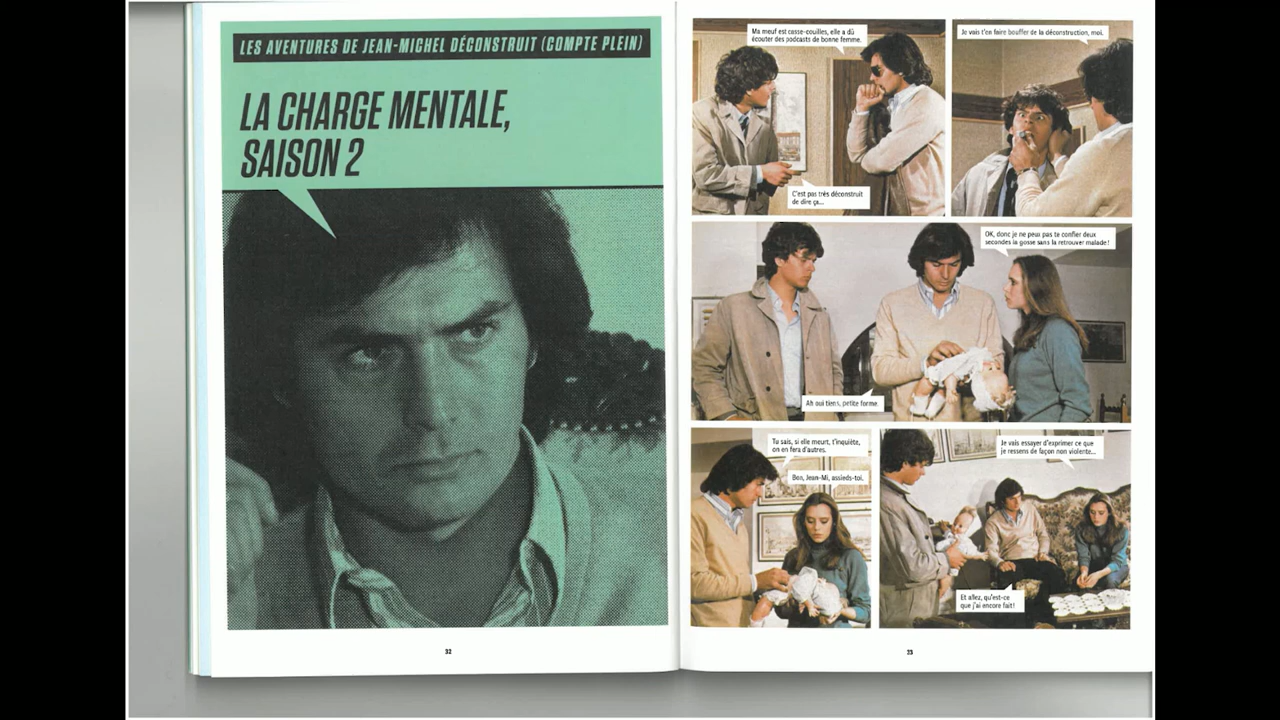 LES AVENTURES DE JEAN-MICHEL DÉCONSTRUIT (COMPTE PLEIN)
LA CHARGE MENTALE,
SAISON 2
32
Ma meuf est casse-couilles, elle a dû
écouter des podcasts de bonne femme.
C'est pas très déconstruit
de dire ça...
Je vais t'en faire bouffer de la déconstruction, moi.
OK, donc je ne peux pas te confier deux
secondes la gosse sans la retrouver malade !
Ah oui tiens, petite forme.
Tu sais, si elle meurt, t'inquiète,
on en fera d'autres.
Bon, Jean-Mi, assieds-toi.
Je vais essayer d'exprimer ce que
je ressens de façon non violente...
Et allez, qu'est-ce
que j'ai encore fait !
23